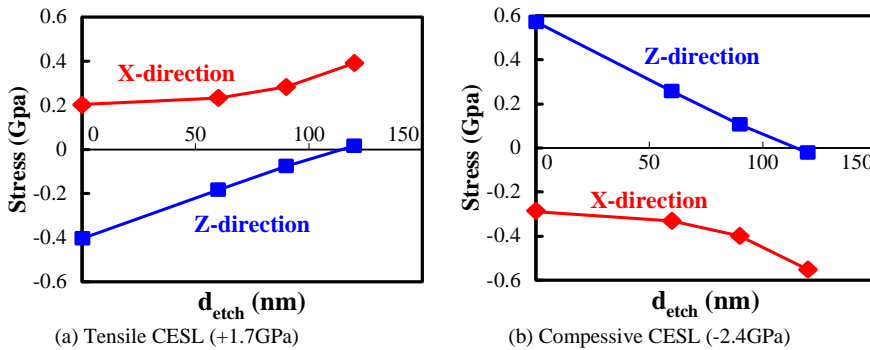 0.6
0.4
0.2
0
-0.2
-0.4
-0.6
Stress (Gpa)
X-direction
0 50 100 150
Z-direction
d_etch (nm)
(a) Tensile CESL (+1.7GPa)
0.6
0.4
0.2
0
-0.2
-0.4
-0.6
Stress (Gpa)
Z-direction
0 50 100 150
X-direction
d_etch (nm)
(b) Compessive CESL (-2.4GPa)